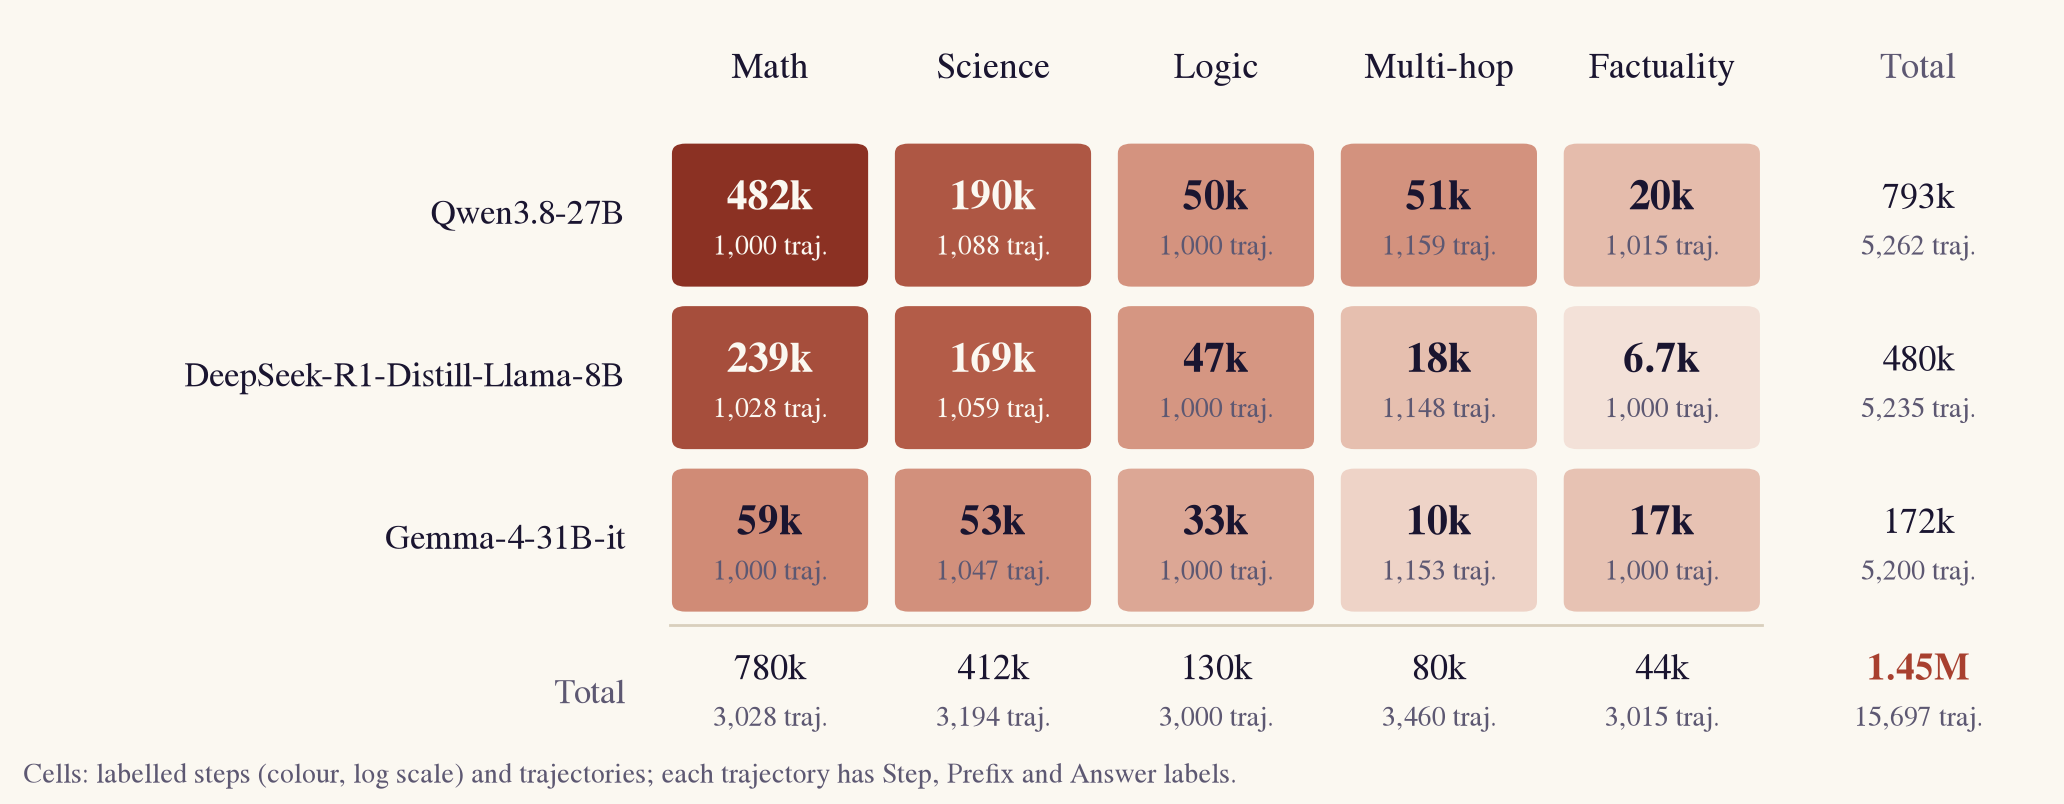 Math Science Logic Multi-hop Factuality Total
482k 190k 50k 51k 20k 793k
Qwen3.8-27B
1,000 traj. 1,088 traj. 1,000 traj. 1,159 traj. 1,015 traj. 5,262 traj.
239k 169k 47k 18k 6.7k 480k
DeepSeek-R1-Distill-Llama-8B
1,028 traj. 1,059 traj. 1,000 traj. 1,148 traj. 1,000 traj. 5,235 traj.
59k 53k 33k 10k 17k 172k
Gemma-4-31B-it
1,000 traj. 1,047 traj. 1,000 traj. 1,153 traj. 1,000 traj. 5,200 traj.
780k 412k 130k 80k 44k 1.45M
Total
3,028 traj. 3,194 traj. 3,000 traj. 3,460 traj. 3,015 traj. 15,697 traj.
Cells: labelled steps (colour, log scale) and trajectories; each trajectory has Step, Prefix and Answer labels.